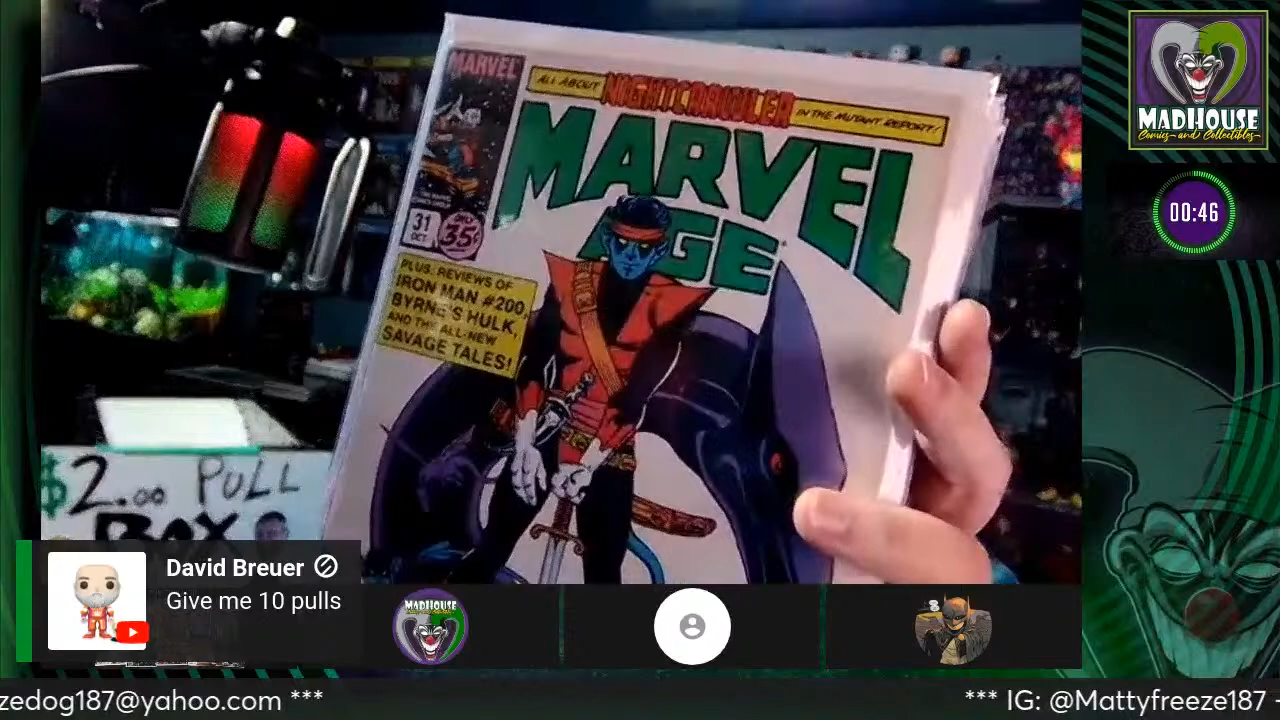 MARVEL
ALL ABOUT NIGHTCRAWLER IN THE MUTANT REPORT!
MARVEL
AGE
31
OCT
ONLY
35¢
PLUS: REVIEWS OF
IRON MAN #200,
BYRNE'S HULK,
AND THE ALL-NEW
SAVAGE TALES!
MADHOUSE
Comics and Collectibles
00:46
$2.00 PULL
BOX
David Breuer
Give me 10 pulls
MADHOUSE
zedog187@yahoo.com ***
*** IG: @Mattyfreeze187